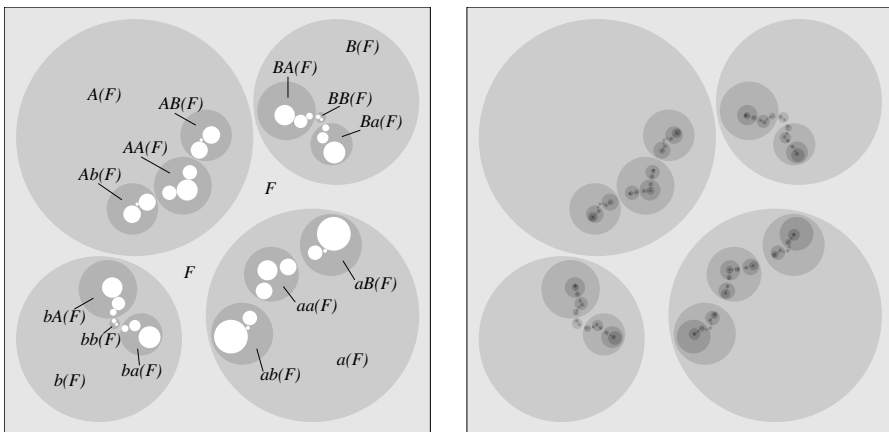 B(F)
BA(F)
A(F)
AB(F)
BB(F)
Ba(F)
AA(F)
Ab(F)
F
F
aB(F)
aa(F)
bA(F)
bb(F)
ba(F)
ab(F)
a(F)
b(F)